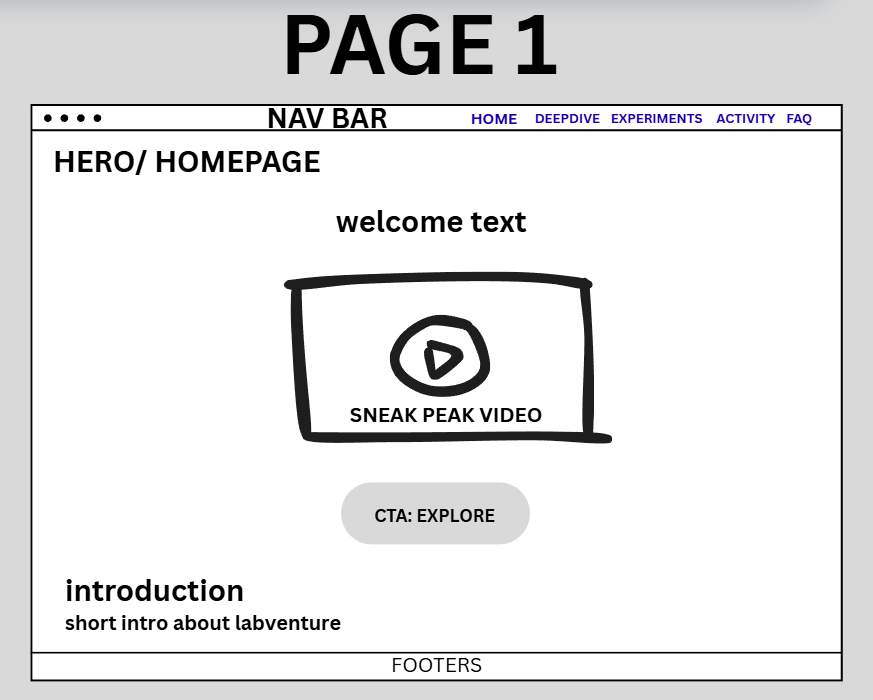 PAGE 1
NAV BAR HOME DEEPDIVE EXPERIMENTS ACTIVITY FAQ
HERO/ HOMEPAGE
welcome text
SNEAK PEAK VIDEO
CTA: EXPLORE
introduction
short intro about labventure
FOOTERS